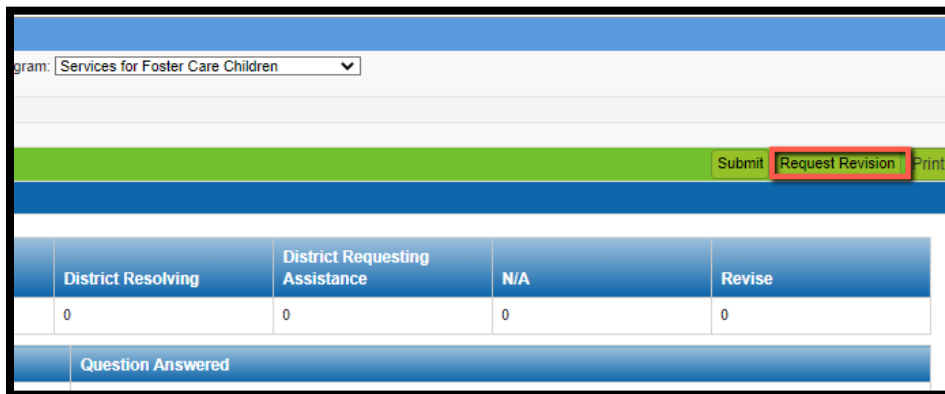 gram: Services for Foster Care Children
Submit Request Revision Print
District Resolving District Requesting Assistance N/A Revise
0 0 0 0
Question Answered